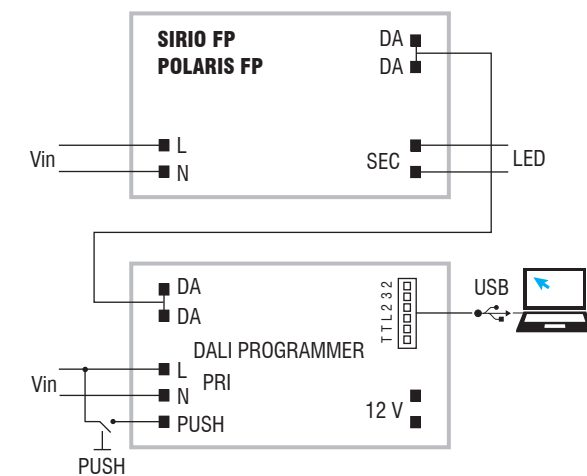 SIRIO FP
POLARIS FP
DA
DA
Vin
L
N
SEC
LED
DA
DA
TTL232
USB
DALI PROGRAMMER
Vin
L
PRI
N
12 V
PUSH
PUSH